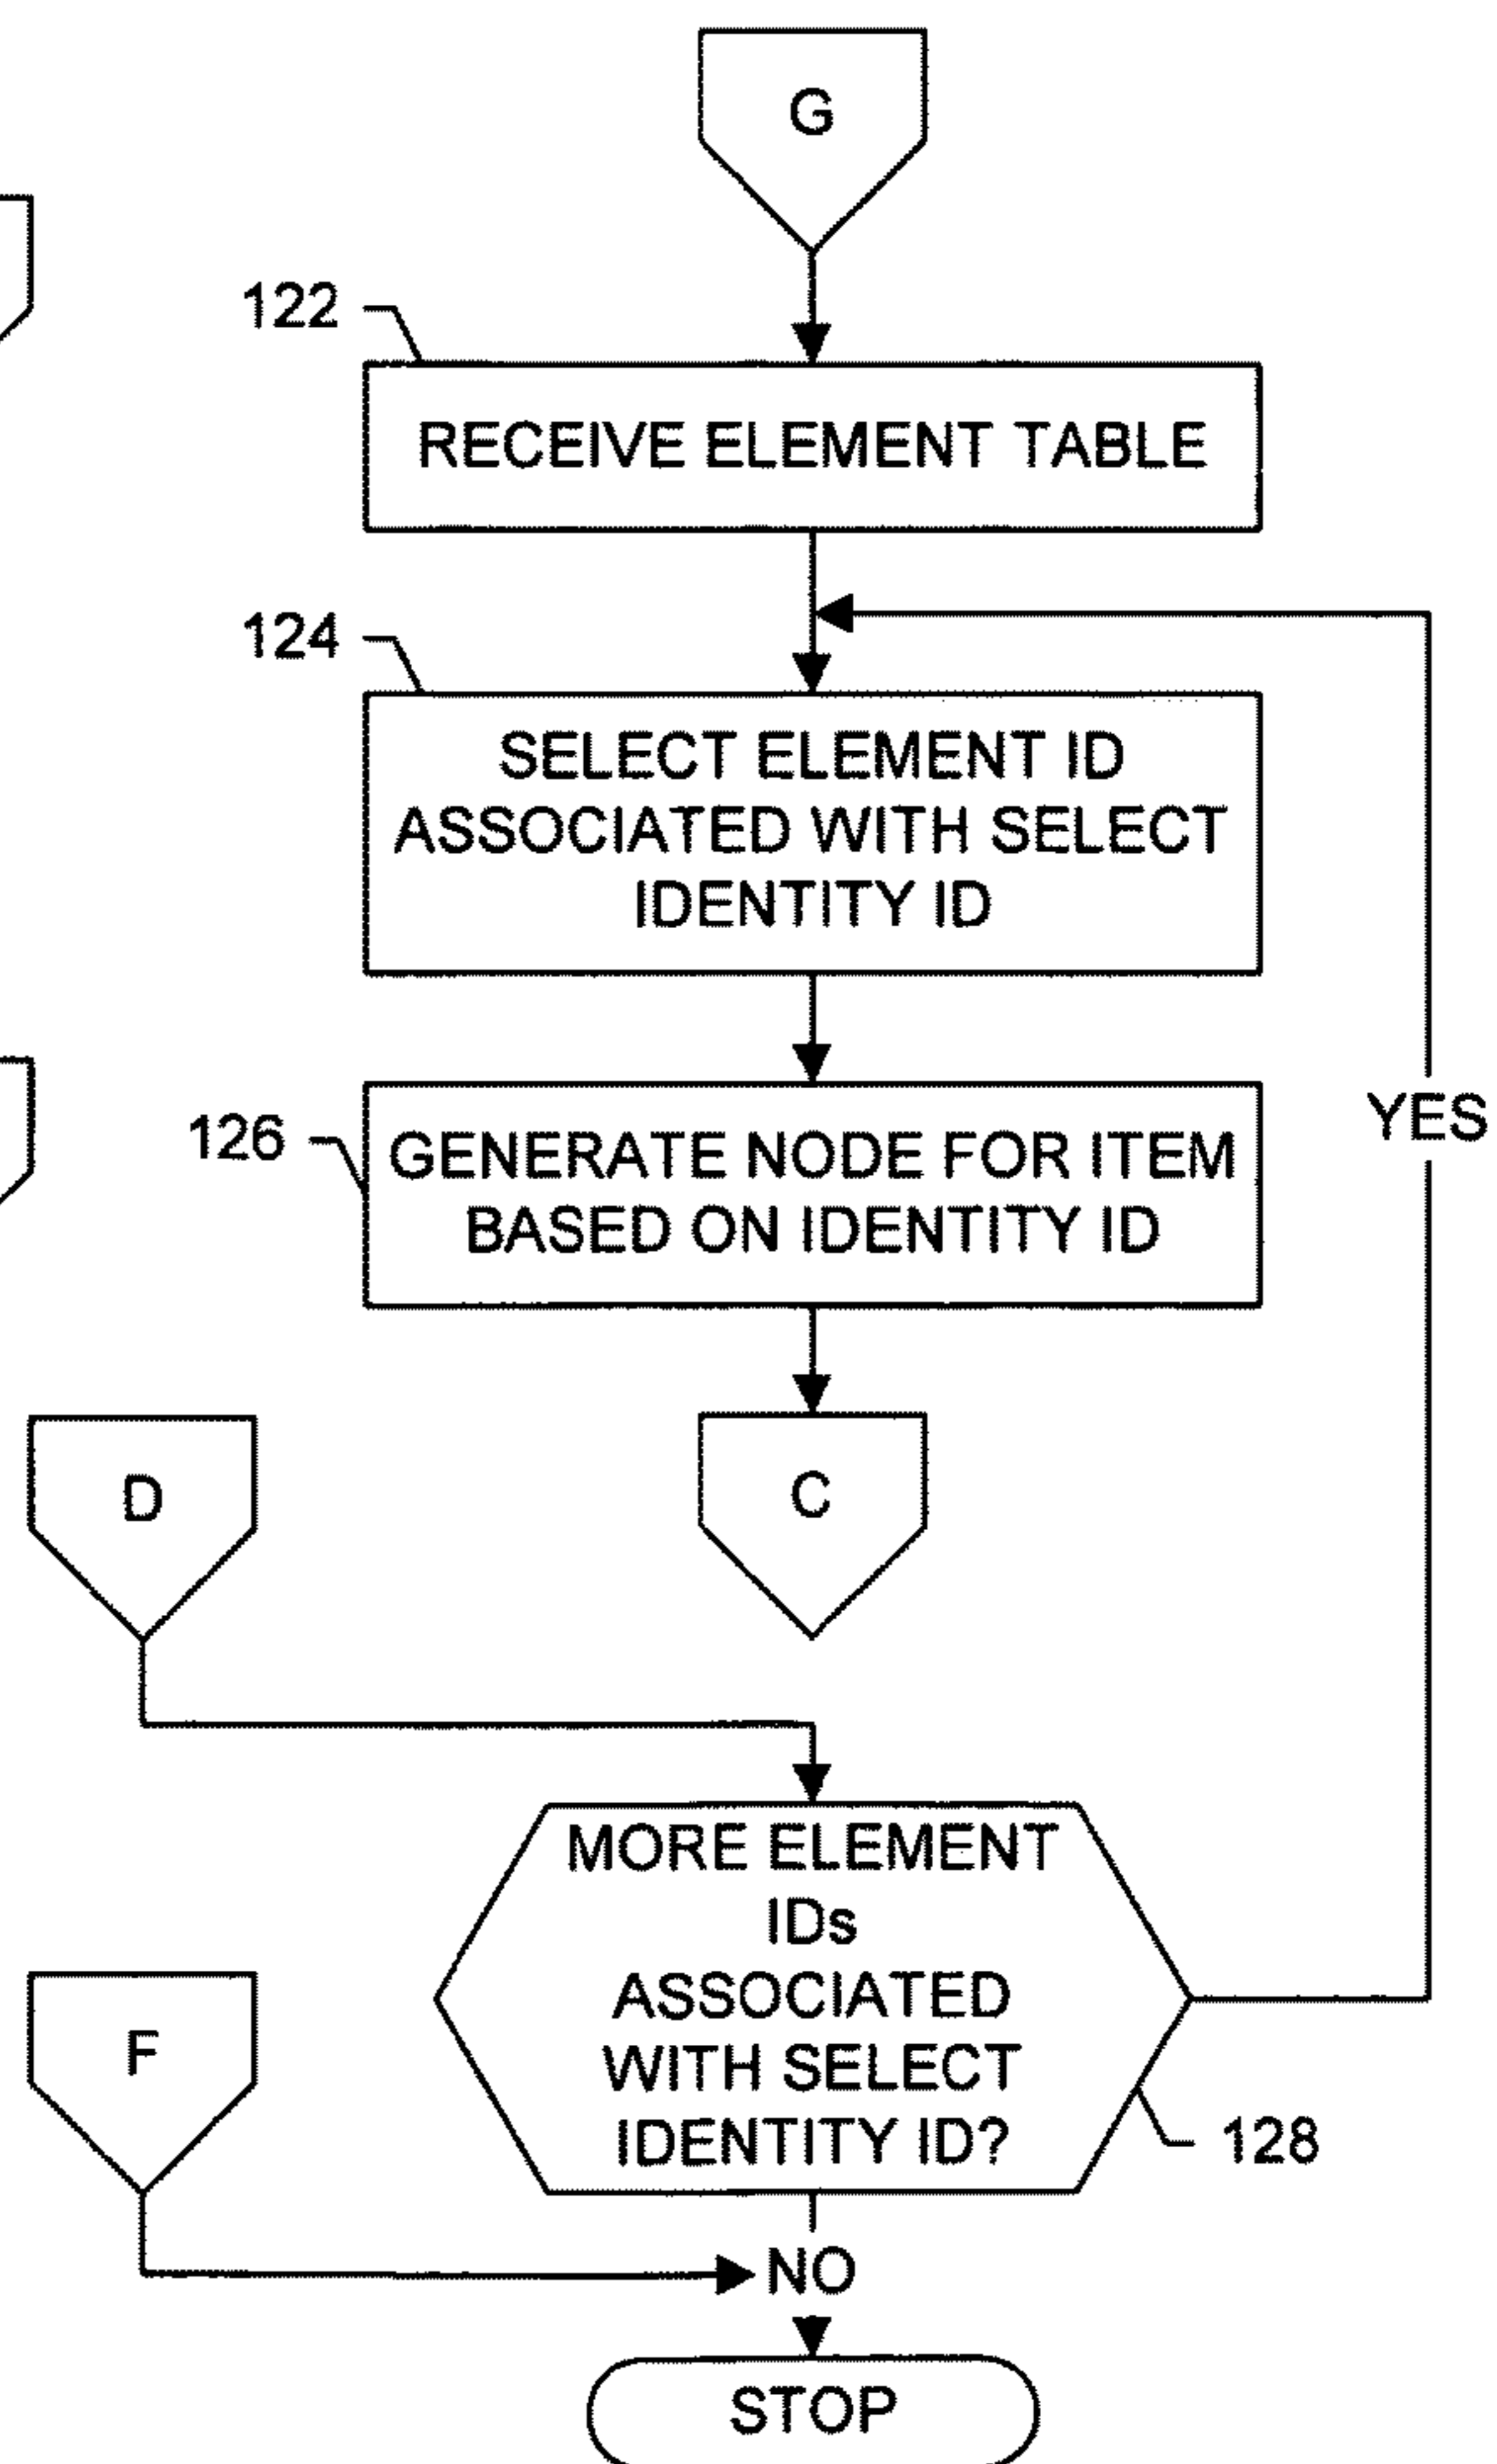 G
122
RECEIVE ELEMENT TABLE
124
SELECT ELEMENT ID
ASSOCIATED WITH SELECT
IDENTITY ID
126
GENERATE NODE FOR ITEM
BASED ON IDENTITY ID
YES
D
C
MORE ELEMENT
IDs
ASSOCIATED
WITH SELECT
IDENTITY ID?
128
F
NO
STOP